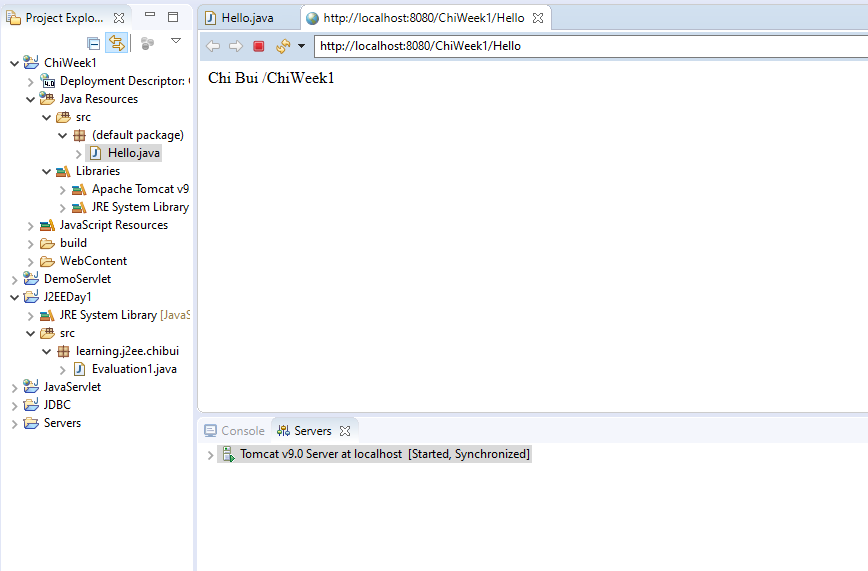 Project Explo...
ChiWeek1
Deployment Descriptor:
Java Resources
src
(default package)
Hello.java
Libraries
Apache Tomcat v9
JRE System Library
JavaScript Resources
build
WebContent
DemoServlet
J2EEDay1
JRE System Library [JavaS
src
learning.j2ee.chibui
Evaluation1.java
JavaServlet
JDBC
Servers
Hello.java
http://localhost:8080/ChiWeek1/Hello
http://localhost:8080/ChiWeek1/Hello
Chi Bui /ChiWeek1
Console
Servers
Tomcat v9.0 Server at localhost [Started, Synchronized]